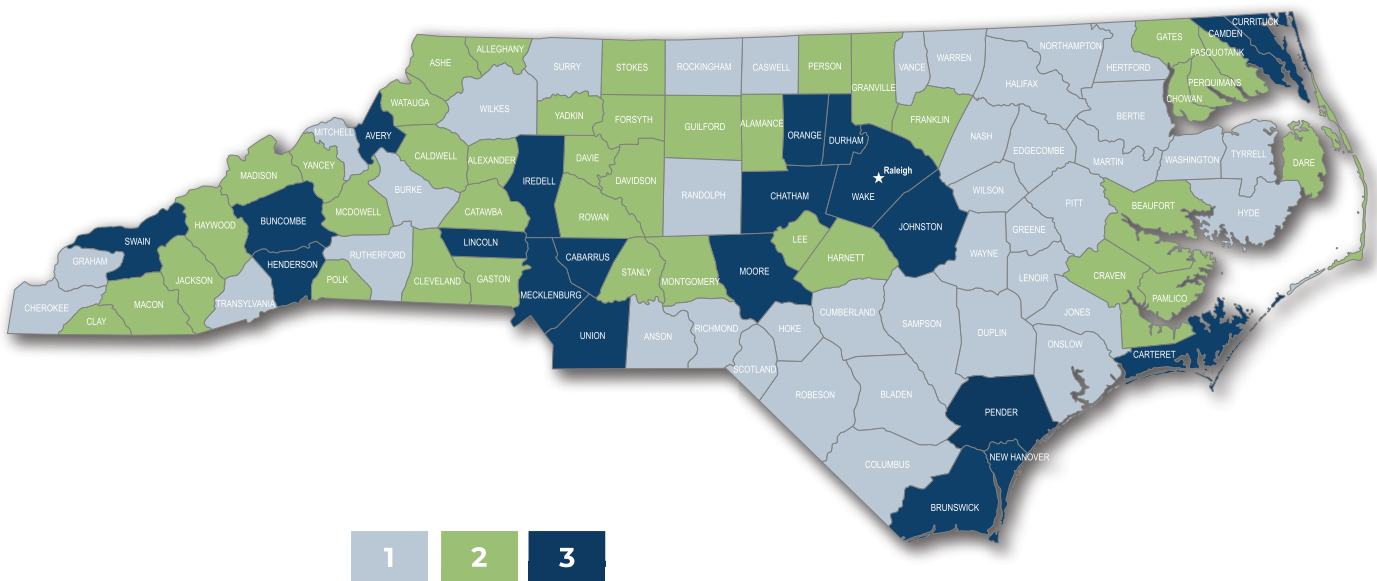 CURRITUCK
CAMDEN
GATES
PASQUOTANK
PERQUIMANS
CHOWAN
NORTHAMPTON
HERTFORD
HALIFAX
BERTIE
WARREN
VANCE
GRANVILLE
PERSON
CASWELL
ROCKINGHAM
STOKES
SURRY
ALLEGHANY
ASHE
WATAUGA
WILKES
YADKIN
FORSYTH
GUILFORD
ALAMANCE
ORANGE
DURHAM
FRANKLIN
NASH
EDGECOMBE
MARTIN
WASHINGTON
TYRRELL
DARE
MITCHELL
AVERY
YANCEY
MADISON
CALDWELL
ALEXANDER
IREDELL
DAVIE
DAVIDSON
RANDOLPH
CHATHAM
WAKE
Raleigh
JOHNSTON
WILSON
PITT
BEAUFORT
HYDE
BURKE
MCDOWELL
BUNCOMBE
HAYWOOD
SWAIN
GRAHAM
CHEROKEE
CLAY
MACON
JACKSON
TRANSYLVANIA
HENDERSON
POLK
RUTHERFORD
CLEVELAND
GASTON
LINCOLN
CATAWBA
ROWAN
CABARRUS
MECKLENBURG
UNION
STANLY
MONTGOMERY
MOORE
LEE
HARNETT
WAYNE
GREENE
LENOIR
CRAVEN
PAMLICO
JONES
CARTERET
ONSLOW
DUPLIN
SAMPSON
CUMBERLAND
HOKE
RICHMOND
ANSON
SCOTLAND
ROBESON
BLADEN
PENDER
NEW HANOVER
COLUMBUS
BRUNSWICK
1
2
3